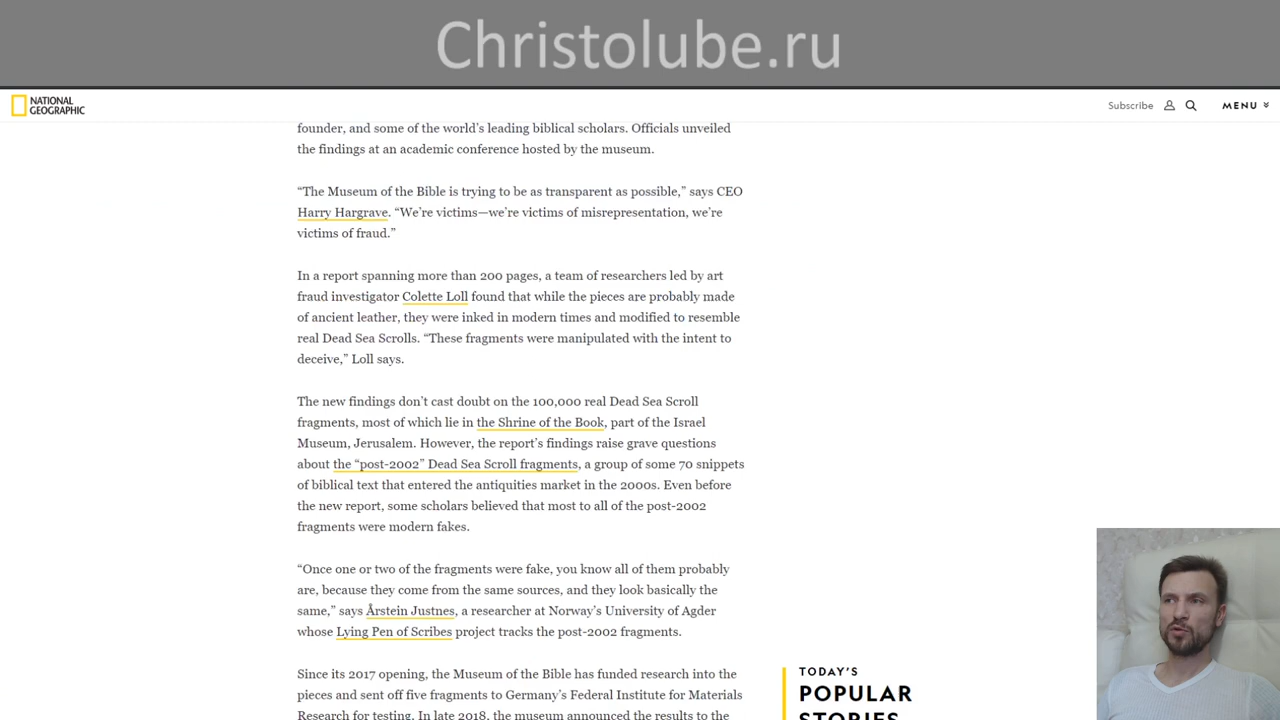 Christolube.ru
NATIONAL
GEOGRAPHIC
Subscribe
MENU
founder, and some of the world’s leading biblical scholars. Officials unveiled
the findings at an academic conference hosted by the museum.
“The Museum of the Bible is trying to be as transparent as possible,” says CEO
Harry Hargrave. “We’re victims—we’re victims of misrepresentation, we’re
victims of fraud.”
In a report spanning more than 200 pages, a team of researchers led by art
fraud investigator Colette Loll found that while the pieces are probably made
of ancient leather, they were inked in modern times and modified to resemble
real Dead Sea Scrolls. “These fragments were manipulated with the intent to
deceive,” Loll says.
The new findings don’t cast doubt on the 100,000 real Dead Sea Scroll
fragments, most of which lie in the Shrine of the Book, part of the Israel
Museum, Jerusalem. However, the report’s findings raise grave questions
about the “post-2002” Dead Sea Scroll fragments, a group of some 70 snippets
of biblical text that entered the antiquities market in the 2000s. Even before
the new report, some scholars believed that most to all of the post-2002
fragments were modern fakes.
“Once one or two of the fragments were fake, you know all of them probably
are, because they come from the same sources, and they look basically the
same,” says Årstein Justnes, a researcher at Norway’s University of Agder
whose Lying Pen of Scribes project tracks the post-2002 fragments.
Since its 2017 opening, the Museum of the Bible has funded research into the
pieces and sent off five fragments to Germany’s Federal Institute for Materials
Research for testing. In late 2018, the museum announced the results to the
TODAY’S
POPULAR
STORIES